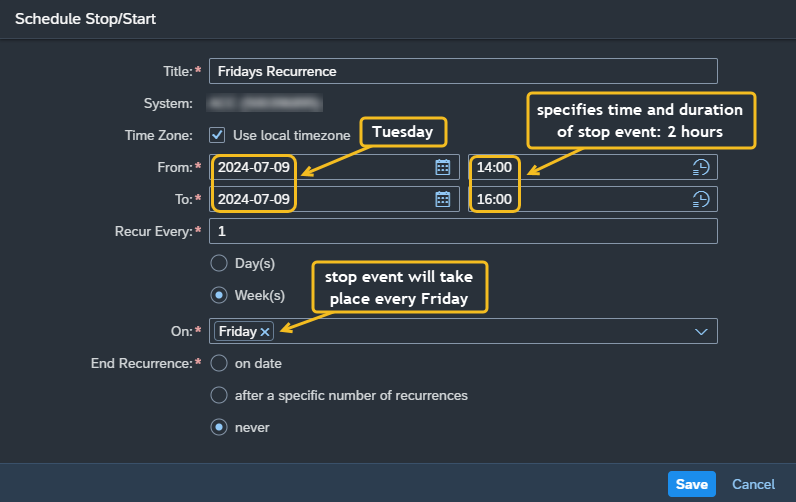 Schedule Stop/Start
Title:* Fridays Recurrence
System:
specifies time and duration
of stop event: 2 hours
Time Zone: Use local timezone
Tuesday
From:* 2024-07-09 14:00
To:* 2024-07-09 16:00
Recur Every:* 1
Day(s)
Week(s)
stop event will take
place every Friday
On:* Friday
End Recurrence:* on date
after a specific number of recurrences
never
Save Cancel